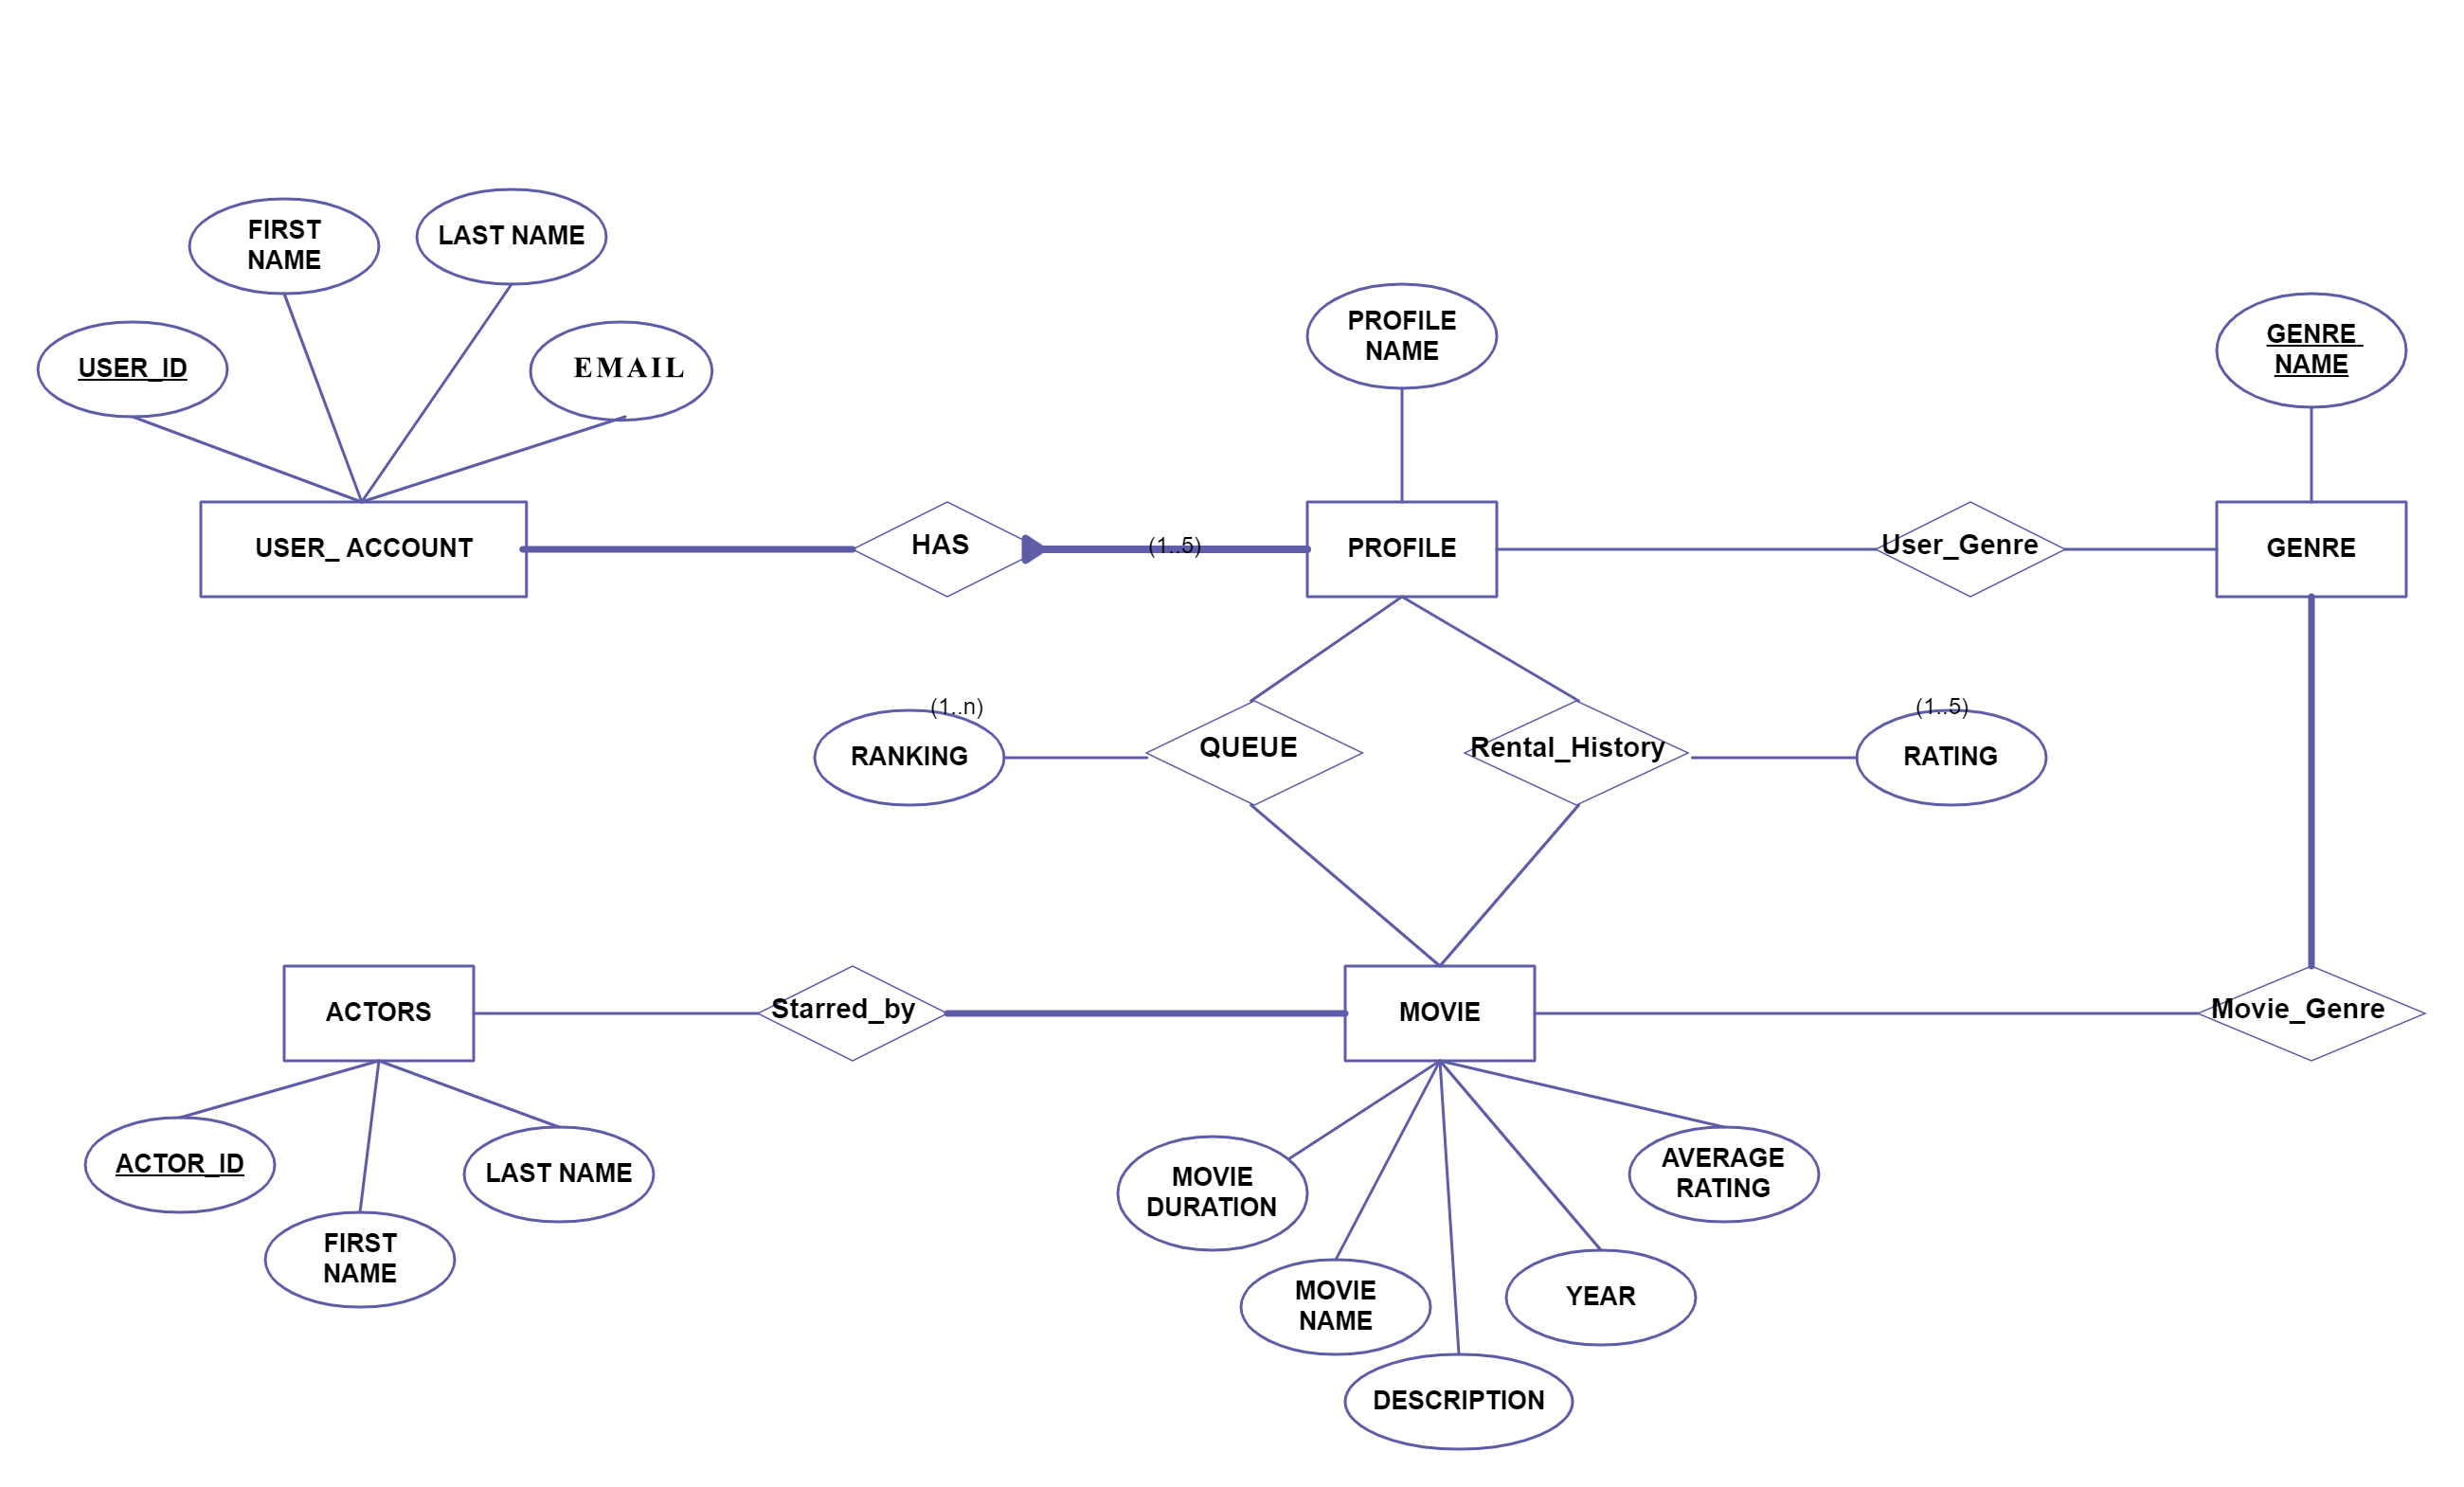 FIRST
NAME
LAST NAME
USER_ID
EMAIL
PROFILE
NAME
GENRE
NAME
USER_ ACCOUNT
HAS
(1..5)
PROFILE
User_Genre
GENRE
(1..n)
RANKING
QUEUE
Rental_History
(1..5)
RATING
ACTORS
Starred_by
MOVIE
Movie_Genre
ACTOR_ID
LAST NAME
FIRST
NAME
MOVIE
DURATION
AVERAGE
RATING
MOVIE
NAME
YEAR
DESCRIPTION